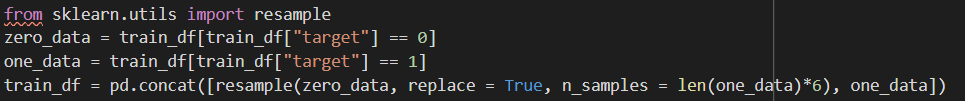 from sklearn.utils import resample
zero_data = train_df[train_df["target"] == 0]
one_data = train_df[train_df["target"] == 1]
train_df = pd.concat([resample(zero_data, replace = True, n_samples = len(one_data)*6), one_data])